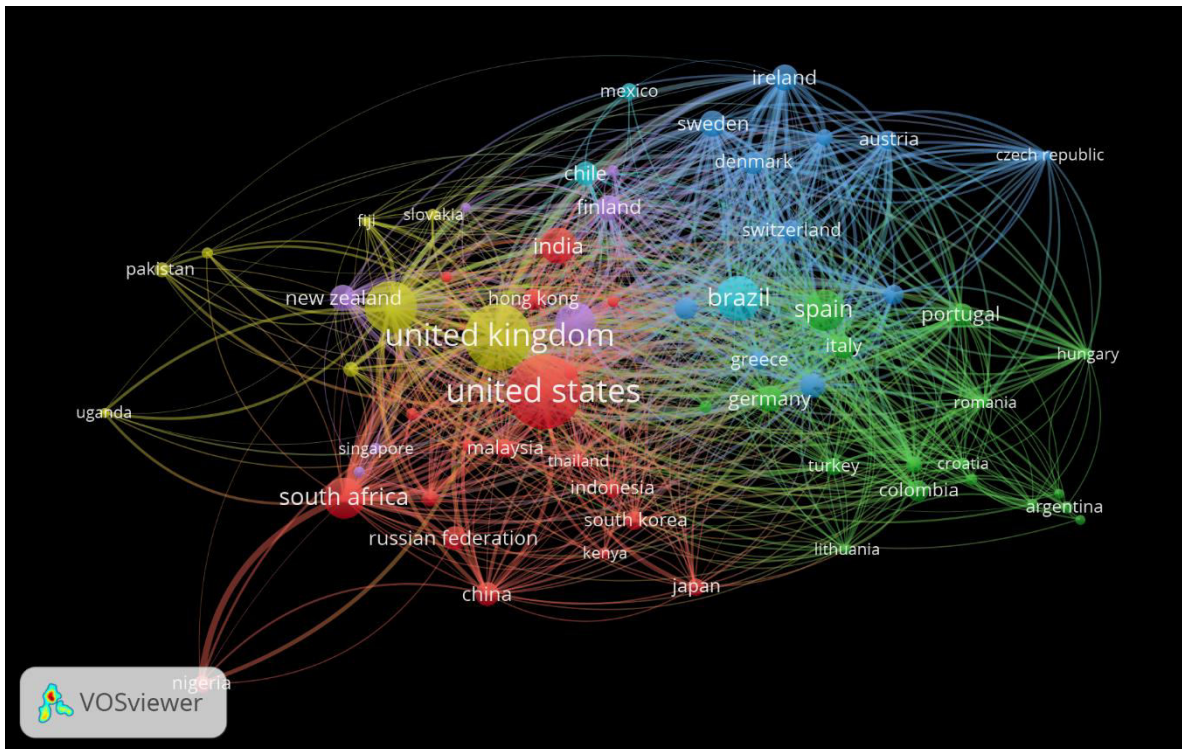 ireland
mexico
sweden
austria
denmark
czech republic
chile
finland
fiji
slovakia
switzerland
india
pakistan
new zealand
hong kong
brazil
spain
portugal
united kingdom
italy
greece
hungary
united states
germany
romania
uganda
singapore
malaysia
thailand
turkey
croatia
indonesia
colombia
south africa
argentina
south korea
russian federation
kenya
lithuania
china
japan
nigeria
VOSviewer